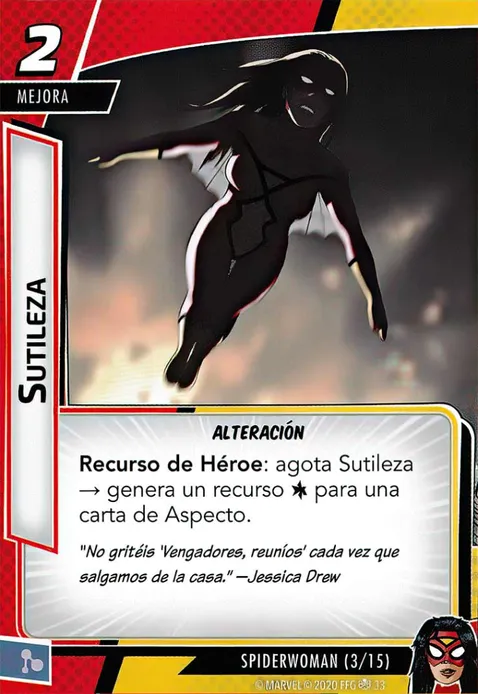 2
MEJORA
SUTILEZA
ALTERACIÓN
Recurso de Héroe: agota Sutileza
→ genera un recurso para una
carta de Aspecto.
"No gritéis 'Vengadores, reuníos' cada vez que
salgamos de la casa." —Jessica Drew
SPIDERWOMAN (3/15)
© MARVEL © 2020 FFG 33